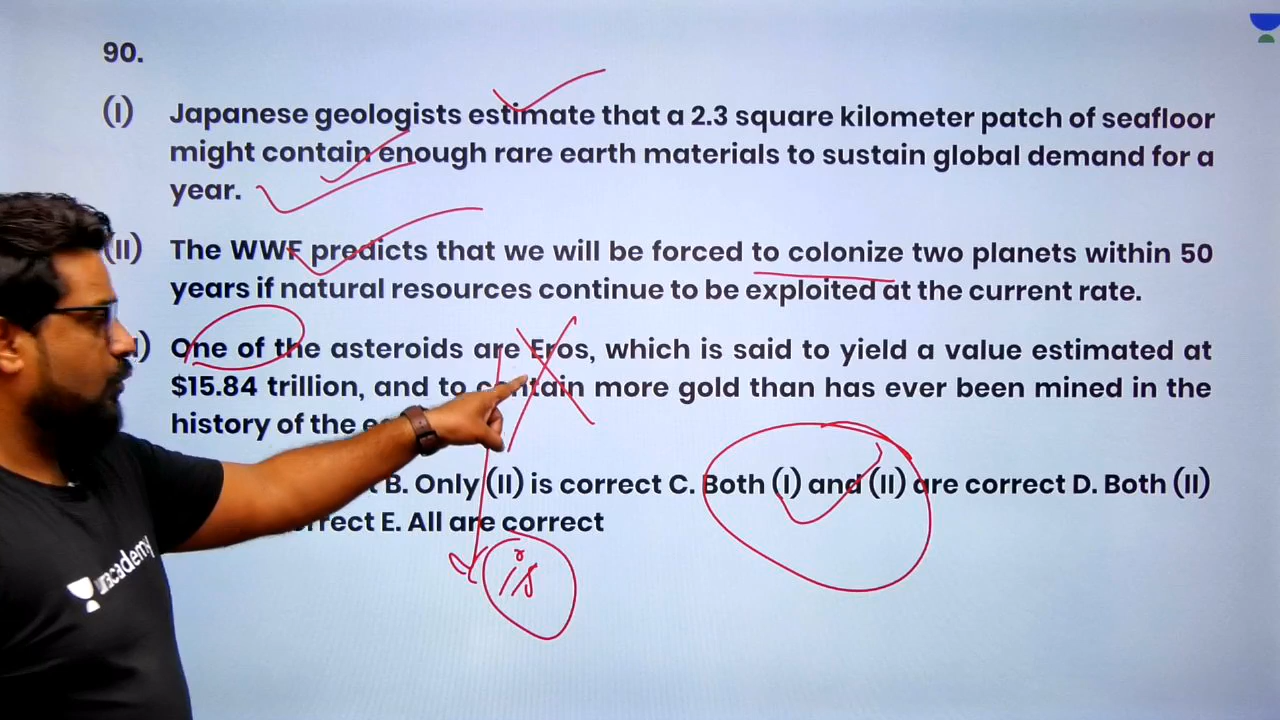 90.
(I) Japanese geologists estimate that a 2.3 square kilometer patch of seafloor
might contain enough rare earth materials to sustain global demand for a
year.
(II) The WWF predicts that we will be forced to colonize two planets within 50
years if natural resources continue to be exploited at the current rate.
One of the asteroids are Eros, which is said to yield a value estimated at
$15.84 trillion, and to contain more gold than has ever been mined in the
history of the
B. Only (II) is correct C. Both (I) and (II) are correct D. Both (II)
E. All are correct
is
unacademy